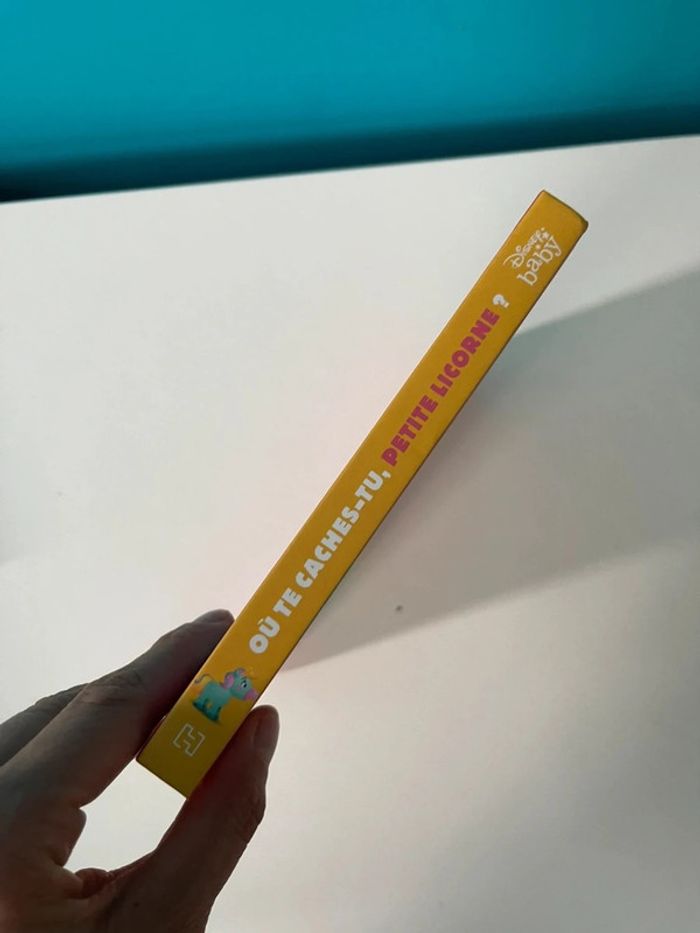 OÙ TE CACHES-TU, PETITE LICORNE ?
DISNEY
baby